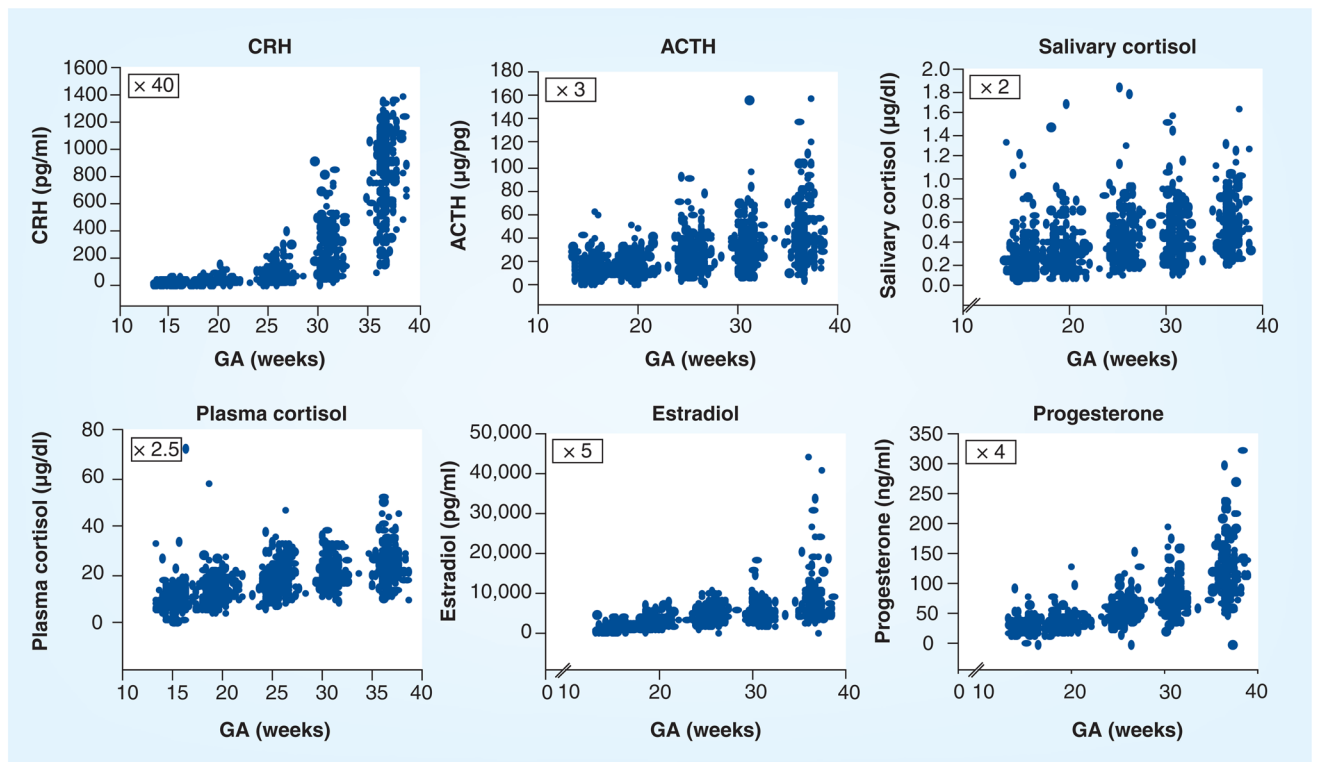 CRH
CRH (pg/ml)
× 40
1600
1400
1200
1000
800
600
400
200
0
10 15 20 25 30 35 40
GA (weeks)
ACTH
ACTH (µg/pg)
× 3
180
160
140
120
100
80
60
40
20
0
10 20 30 40
GA (weeks)
Salivary cortisol
Salivary cortisol (µg/dl)
× 2
2.0
1.8
1.6
1.4
1.2
1.0
0.8
0.6
0.4
0.2
0.0
10 20 30 40
GA (weeks)
Plasma cortisol
Plasma cortisol (µg/dl)
× 2.5
80
60
40
20
0
10 15 20 25 30 35 40
GA (weeks)
Estradiol
Estradiol (pg/ml)
× 5
50,000
40,000
30,000
20,000
10,000
0
0 10 20 30 40
GA (weeks)
Progesterone
Progesterone (ng/ml)
× 4
350
300
250
200
150
100
50
0
0 10 20 30 40
GA (weeks)